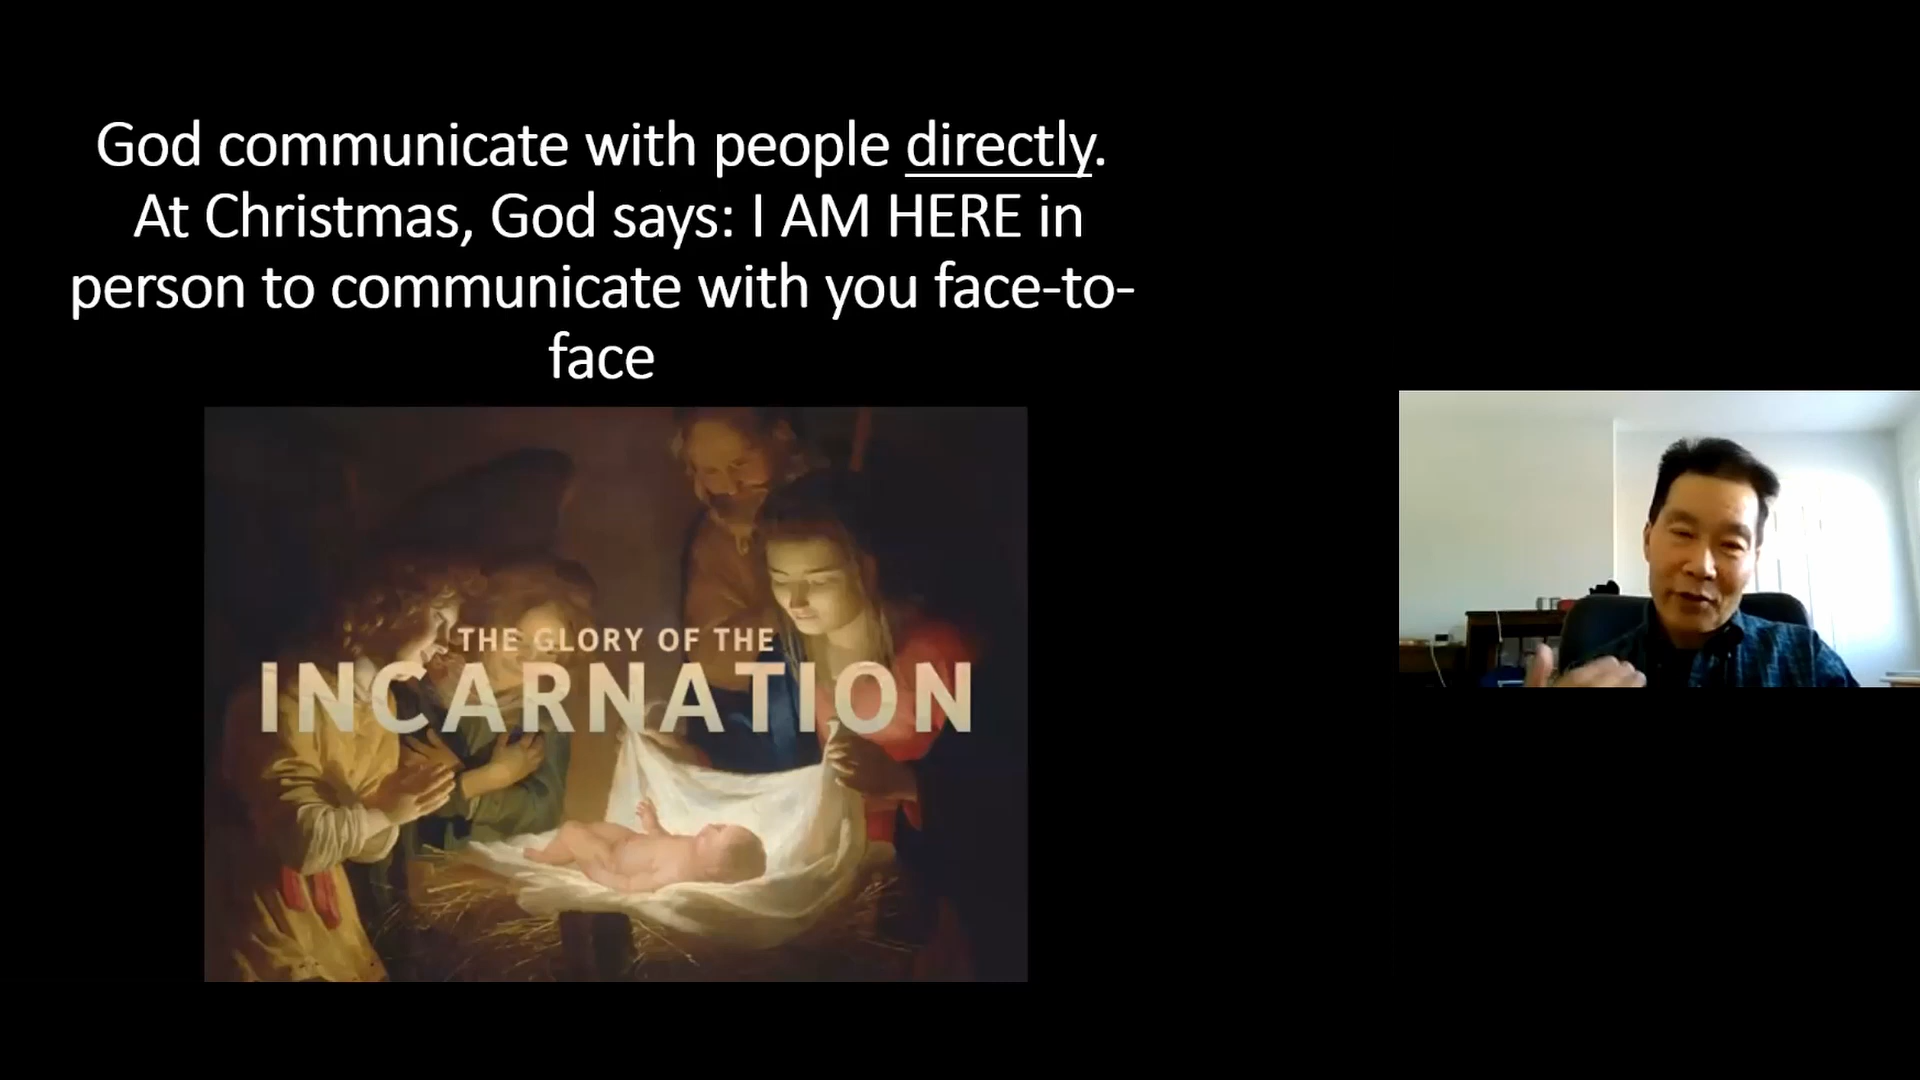 God communicate with people directly.
At Christmas, God says: I AM HERE in
person to communicate with you face-to-
face
THE GLORY OF THE
INCARNATION